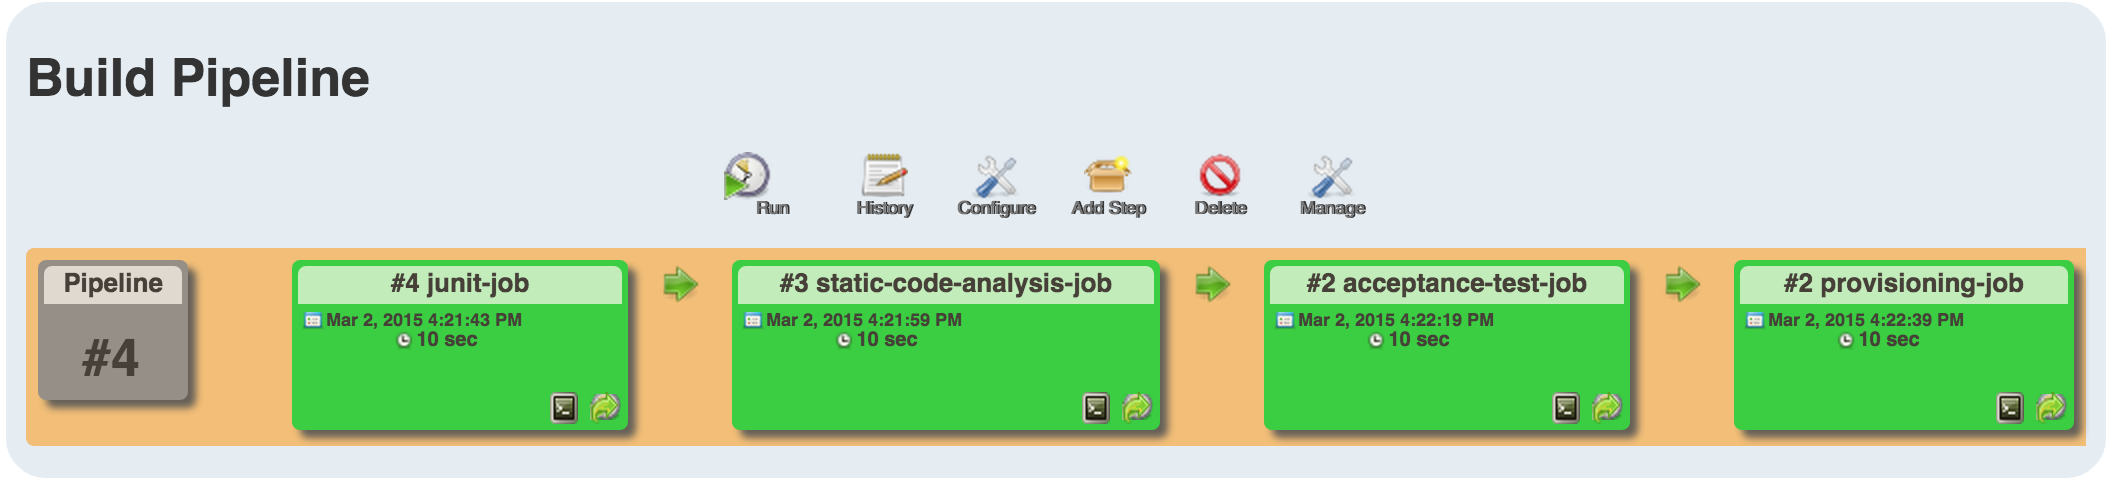 Build Pipeline
Run History Configure Add Step Delete Manage
Pipeline
#4
#4 junit-job
Mar 2, 2015 4:21:43 PM
10 sec
#3 static-code-analysis-job
Mar 2, 2015 4:21:59 PM
10 sec
#2 acceptance-test-job
Mar 2, 2015 4:22:19 PM
10 sec
#2 provisioning-job
Mar 2, 2015 4:22:39 PM
10 sec